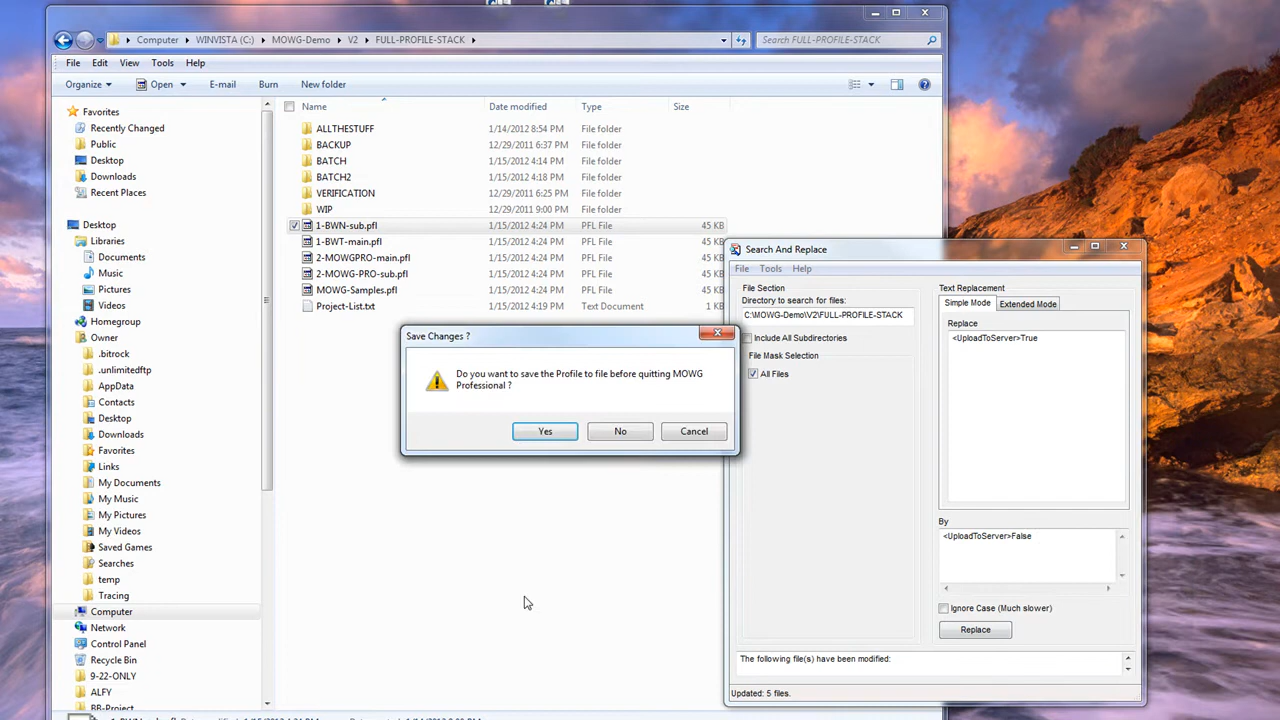 Computer WINVISTA (C:) MOWG-Demo V2 FULL-PROFILE-STACK
Search FULL-PROFILE-STACK
File Edit View Tools Help
Organize Open E-mail Burn New folder
Favorites
Recently Changed
Public
Desktop
Downloads
Recent Places
Desktop
Libraries
Documents
Music
Pictures
Videos
Homegroup
Owner
.bitrock
.unlimitedftp
AppData
Contacts
Desktop
Downloads
Favorites
Links
My Documents
My Music
My Pictures
My Videos
Saved Games
Searches
temp
Tracing
Computer
Network
Control Panel
Recycle Bin
9-22-ONLY
ALFY
BB-Project
Name Date modified Type Size
ALLTHESTUFF 1/14/2012 8:54 PM File folder
BACKUP 12/29/2011 6:37 PM File folder
BATCH 1/15/2012 4:14 PM File folder
BATCH2 1/15/2012 4:18 PM File folder
VERIFICATION 12/29/2011 6:25 PM File folder
WIP 12/29/2011 9:00 PM File folder
1-BWN-sub.pfl 1/15/2012 4:24 PM PFL File 45 KB
1-BWT-main.pfl 1/15/2012 4:24 PM PFL File 45 KB
2-MOWGPRO-main.pfl 1/15/2012 4:24 PM PFL File
2-MOWG-PRO-sub.pfl 1/15/2012 4:24 PM PFL File 45 KB
MOWG-Samples.pfl 1/15/2012 4:24 PM PFL File 45 KB
Project-List.txt 1/15/2012 4:19 PM Text Document 1 KB
Save Changes ?
Do you want to save the Profile to file before quitting MOWG
Professional ?
Yes No Cancel
Search And Replace
File Tools Help
File Section
Directory to search for files:
C:\MOWG-Demo\V2\FULL-PROFILE-STACK
Include All Subdirectories
File Mask Selection
All Files
Text Replacement
Simple Mode Extended Mode
Replace
<UploadToServer>True
By
<UploadToServer>False
Ignore Case (Much slower)
Replace
The following file(s) have been modified:
Updated: 5 files.